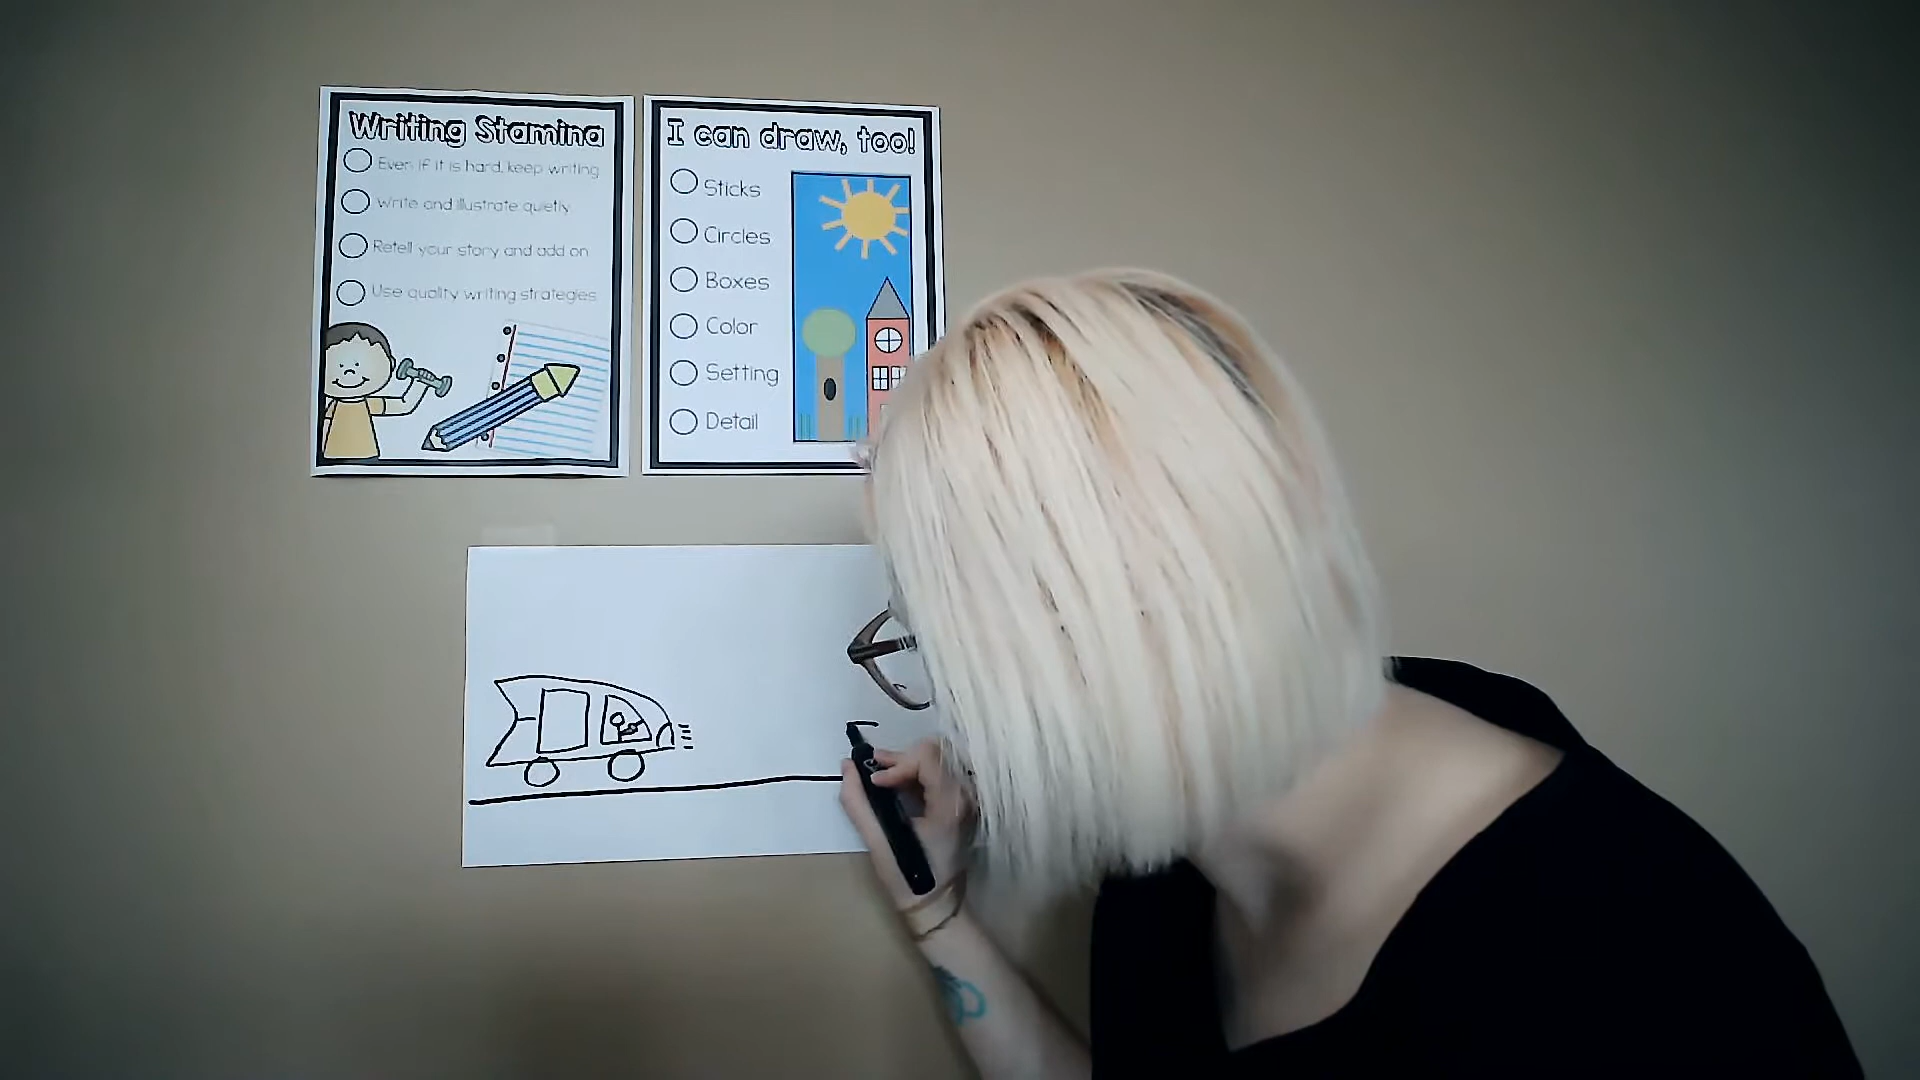 Writing Stamina
Even if it is hard, keep writing
Write and illustrate quietly
Retell your story and add on
Use quality writing strategies
I can draw, too!
Sticks
Circles
Boxes
Color
Setting
Detail